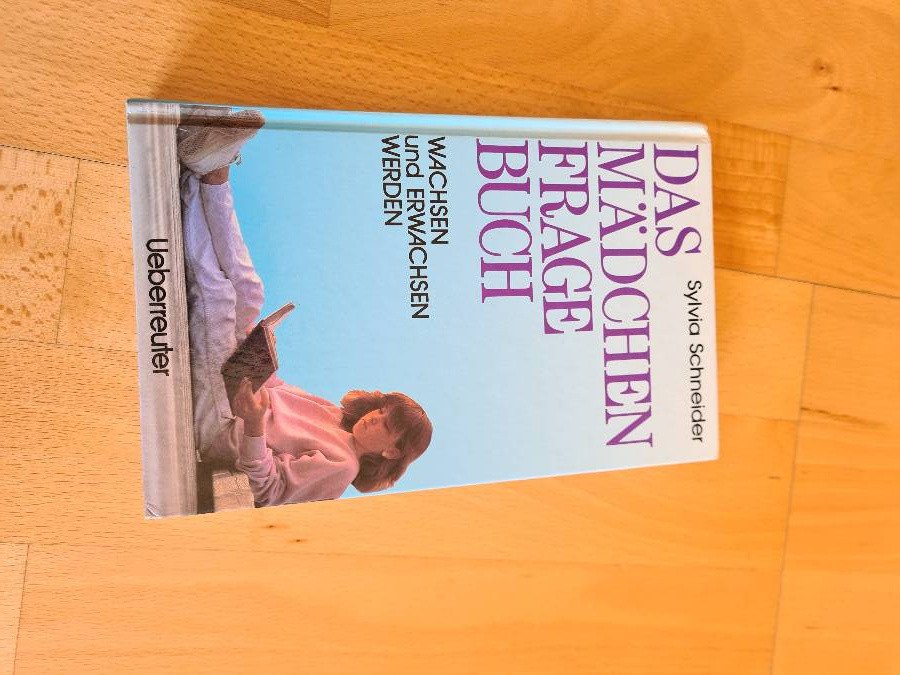 Sylvia Schneider
DAS
MÄDCHEN
FRAGE
BUCH
WACHSEN
und ERWACHSEN
WERDEN
Ueberreuter